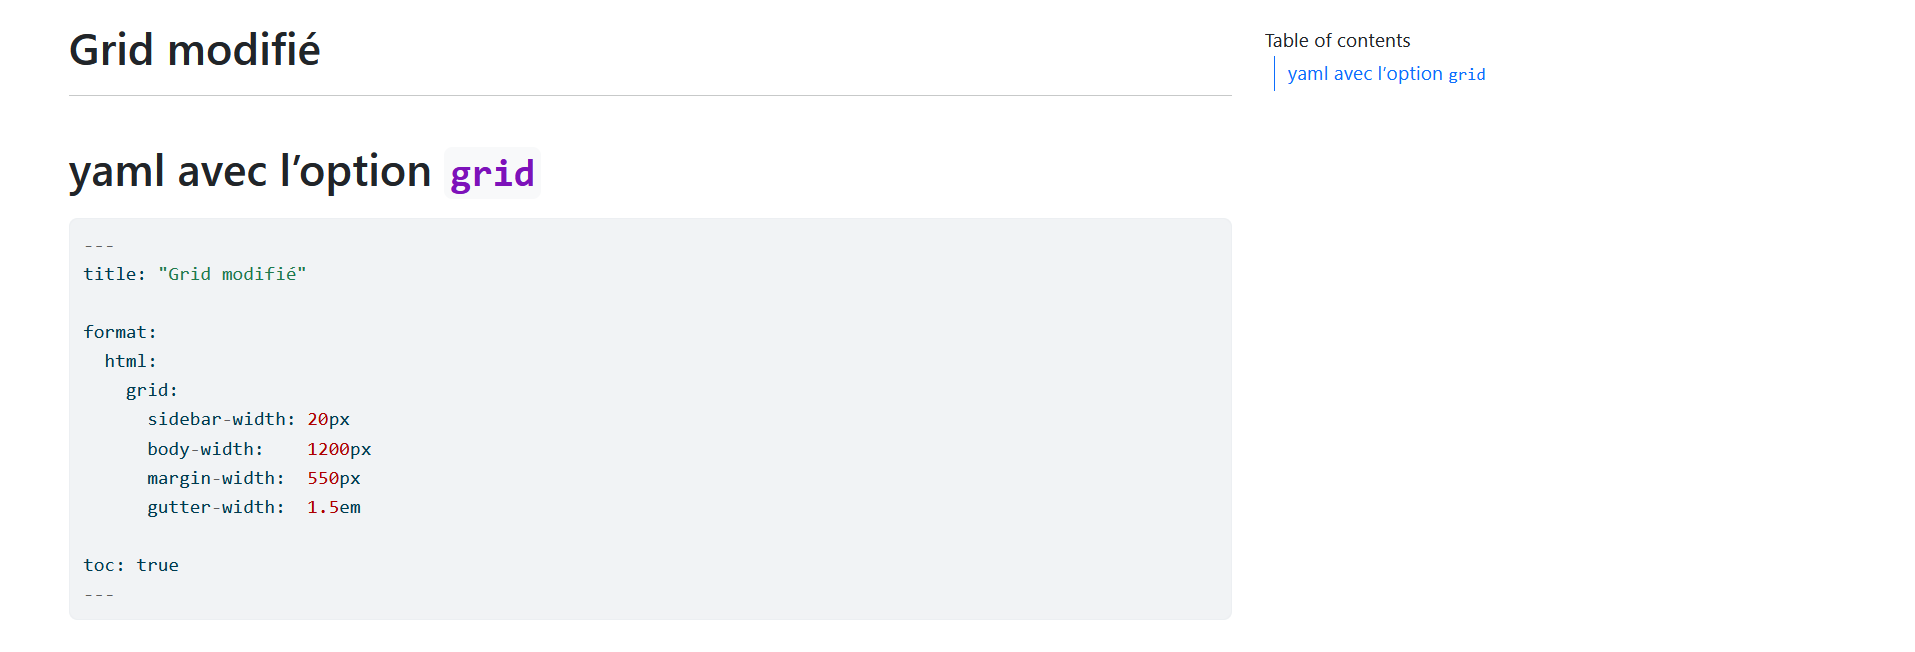 Grid modifié
Table of contents
yaml avec l’option grid
yaml avec l’option grid
---
title: "Grid modifié"
format:
  html:
    grid:
      sidebar-width: 20px
      body-width:    1200px
      margin-width:  550px
      gutter-width:  1.5em
toc: true
---